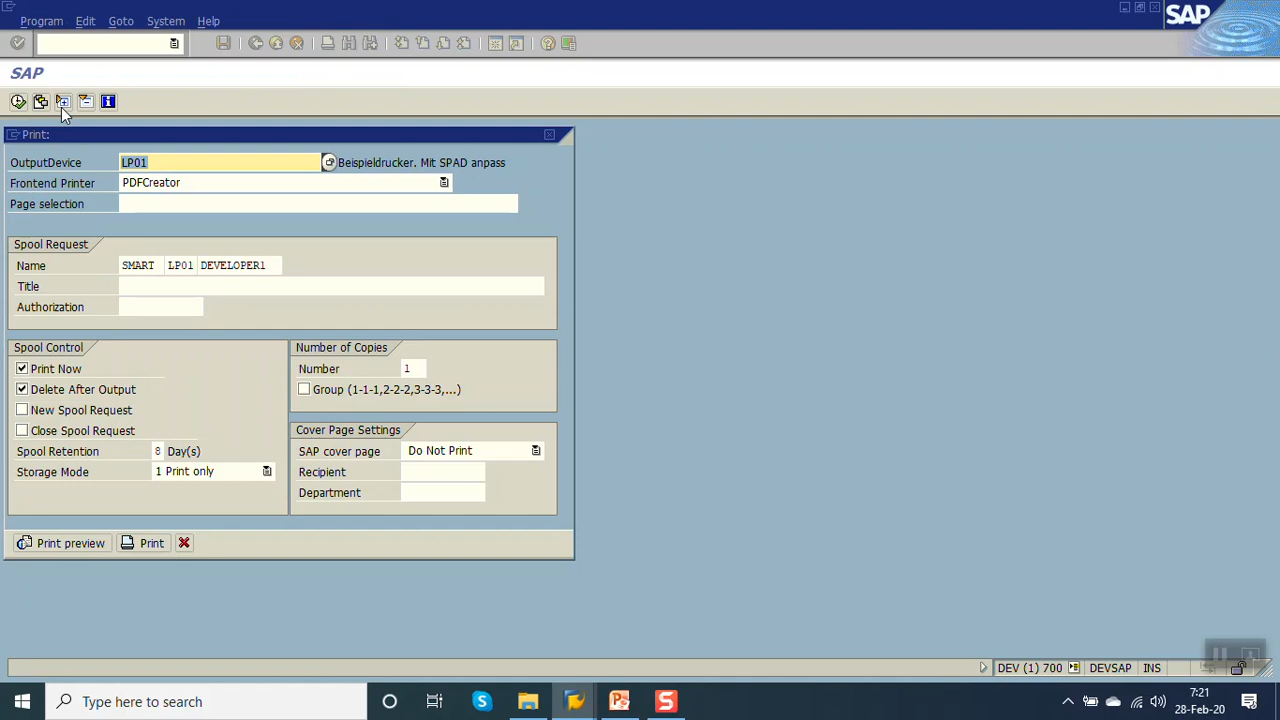 Program Edit Goto System Help
SAP
SAP
Print:
OutputDevice LP01 Beispieldrucker. Mit SPAD anpass
Frontend Printer PDFCreator
Page selection
Spool Request
Name SMART LP01 DEVELOPER1
Title
Authorization
Spool Control
Print Now
Delete After Output
New Spool Request
Close Spool Request
Spool Retention 8 Day(s)
Storage Mode 1 Print only
Number of Copies
Number 1
Group (1-1-1,2-2-2,3-3-3,...)
Cover Page Settings
SAP cover page Do Not Print
Recipient
Department
Print preview Print
DEV (1) 700 DEVSAP INS
Type here to search
7:21
28-Feb-20